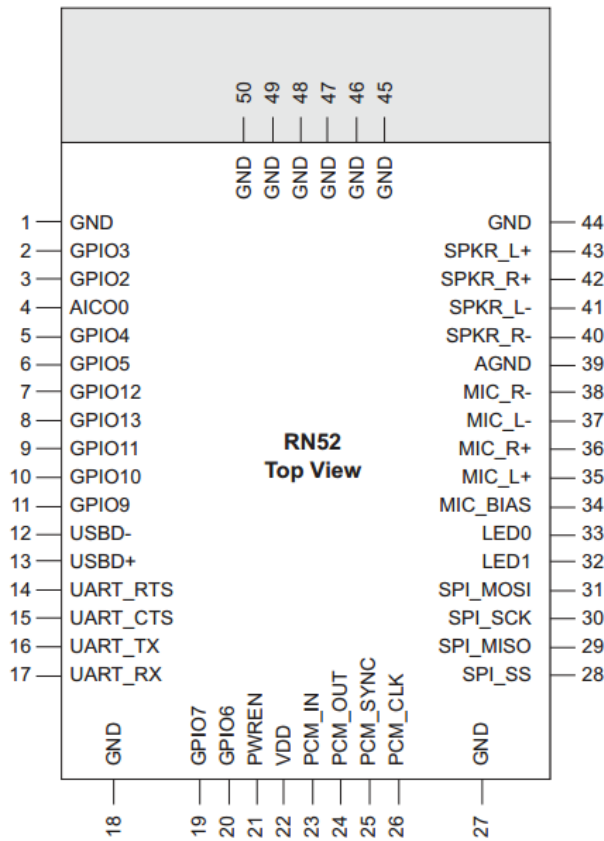 50 49 48 47 46 45
GND GND GND GND GND GND
1 GND GND 44
2 GPIO3 SPKR_L+ 43
3 GPIO2 SPKR_R+ 42
4 AICO0 SPKR_L- 41
5 GPIO4 SPKR_R- 40
6 GPIO5 AGND 39
7 GPIO12 MIC_R- 38
8 GPIO13 MIC_L- 37
9 GPIO11 MIC_R+ 36
10 GPIO10 MIC_L+ 35
11 GPIO9 MIC_BIAS 34
12 USBD- LED0 33
13 USBD+ LED1 32
14 UART_RTS SPI_MOSI 31
15 UART_CTS SPI_SCK 30
16 UART_TX SPI_MISO 29
17 UART_RX SPI_SS 28
RN52
Top View
GND GPIO7 GPIO6 PWREN VDD PCM_IN PCM_OUT PCM_SYNC PCM_CLK GND
18 19 20 21 22 23 24 25 26 27